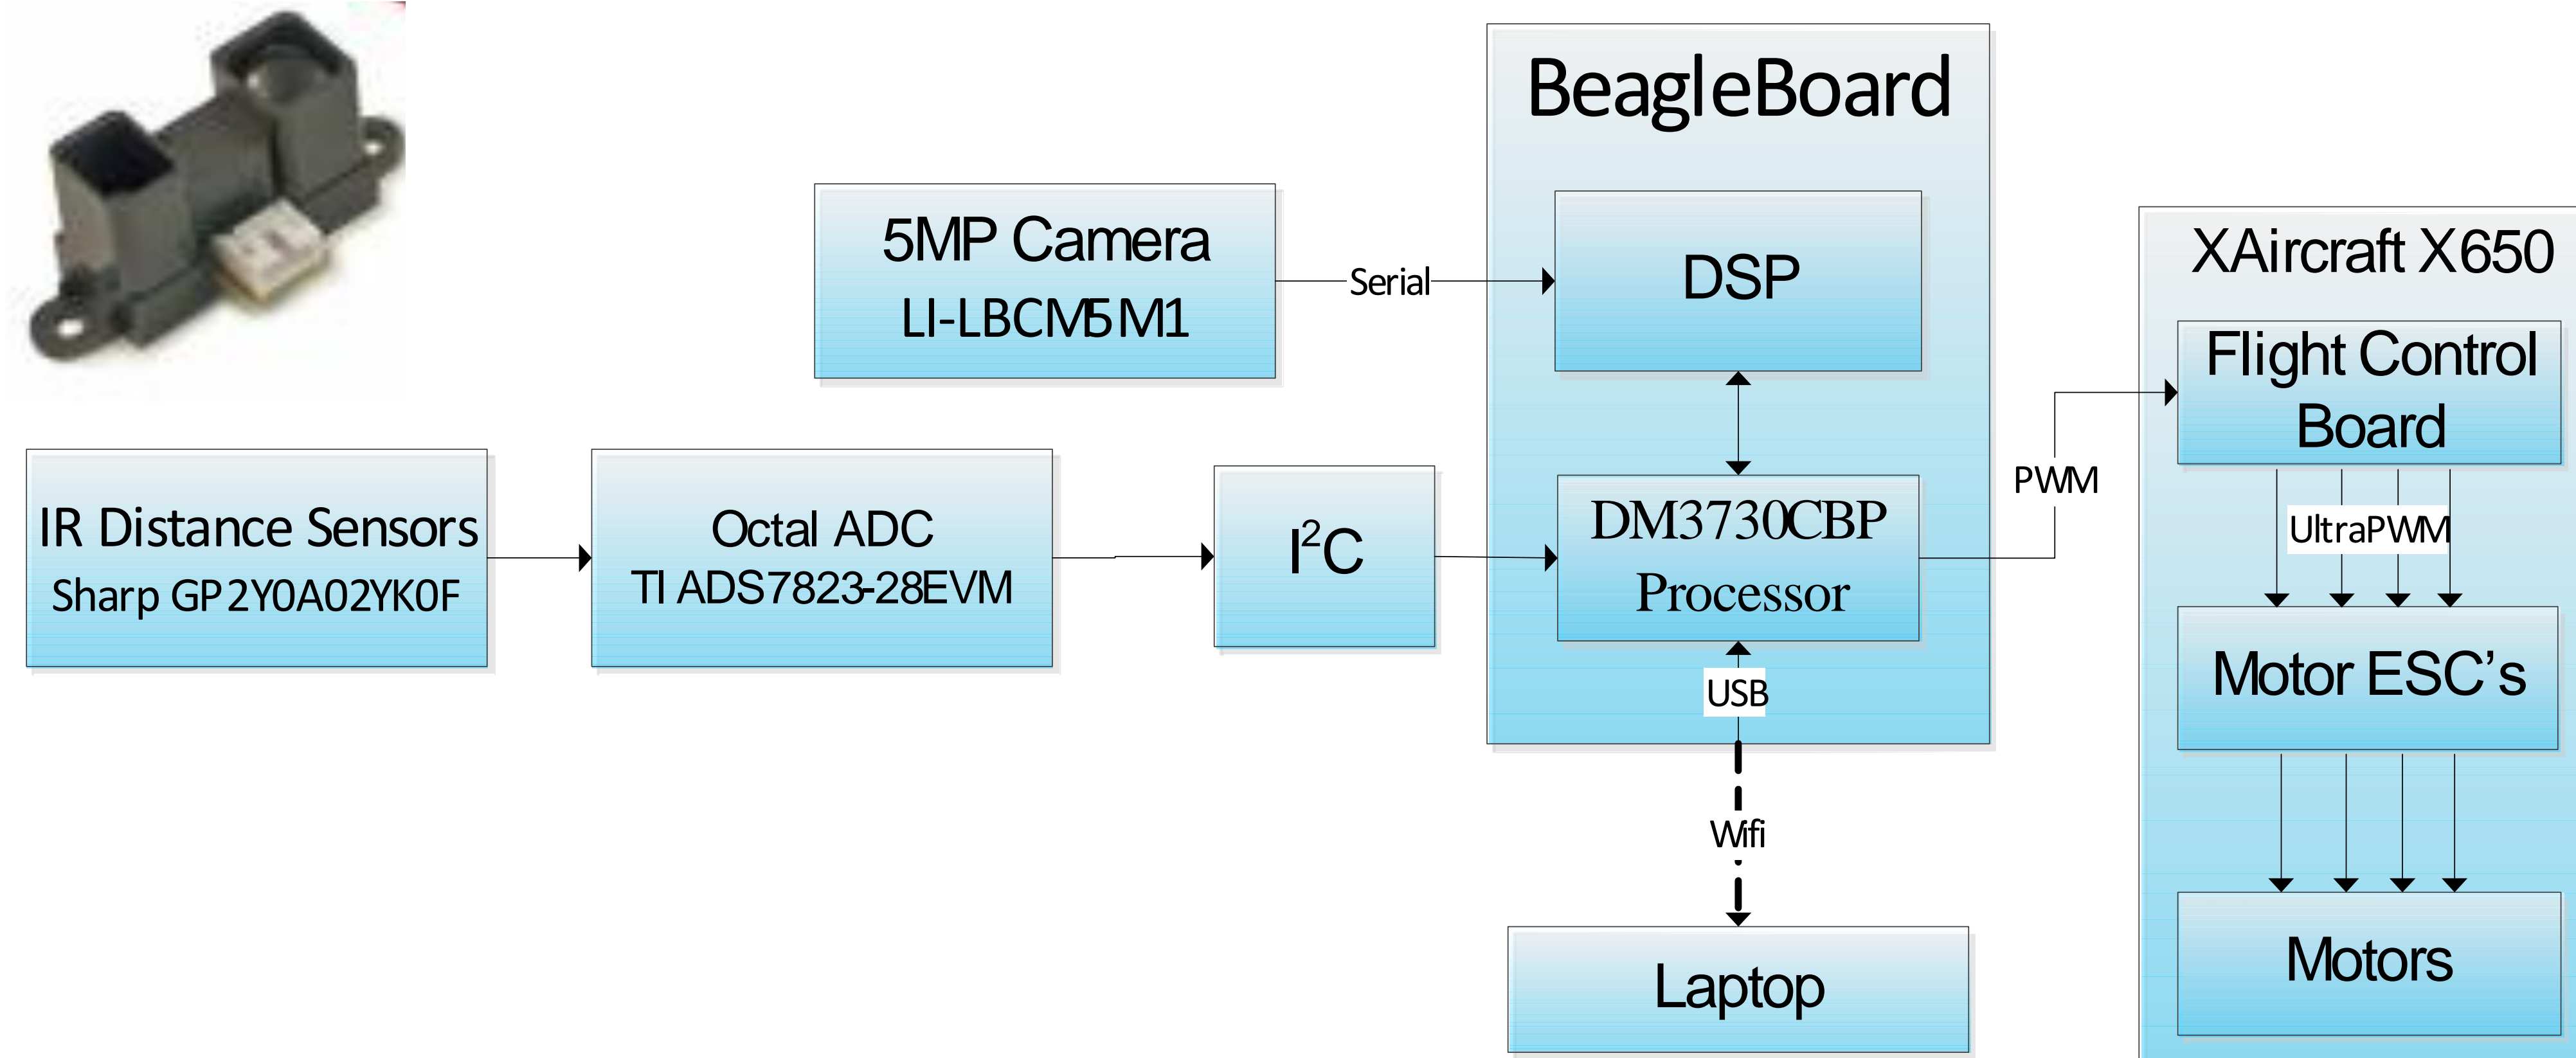 BeagleBoard
5MP Camera
LI-LBCM5M1
Serial
DSP
XAircraft X650
Flight Control
Board
IR Distance Sensors
Sharp GP2Y0A02YK0F
Octal ADC
TI ADS7823-28EVM
I²C
DM3730CBP
Processor
PWM
UltraPWM
USB
Motor ESC's
Wifi
Laptop
Motors